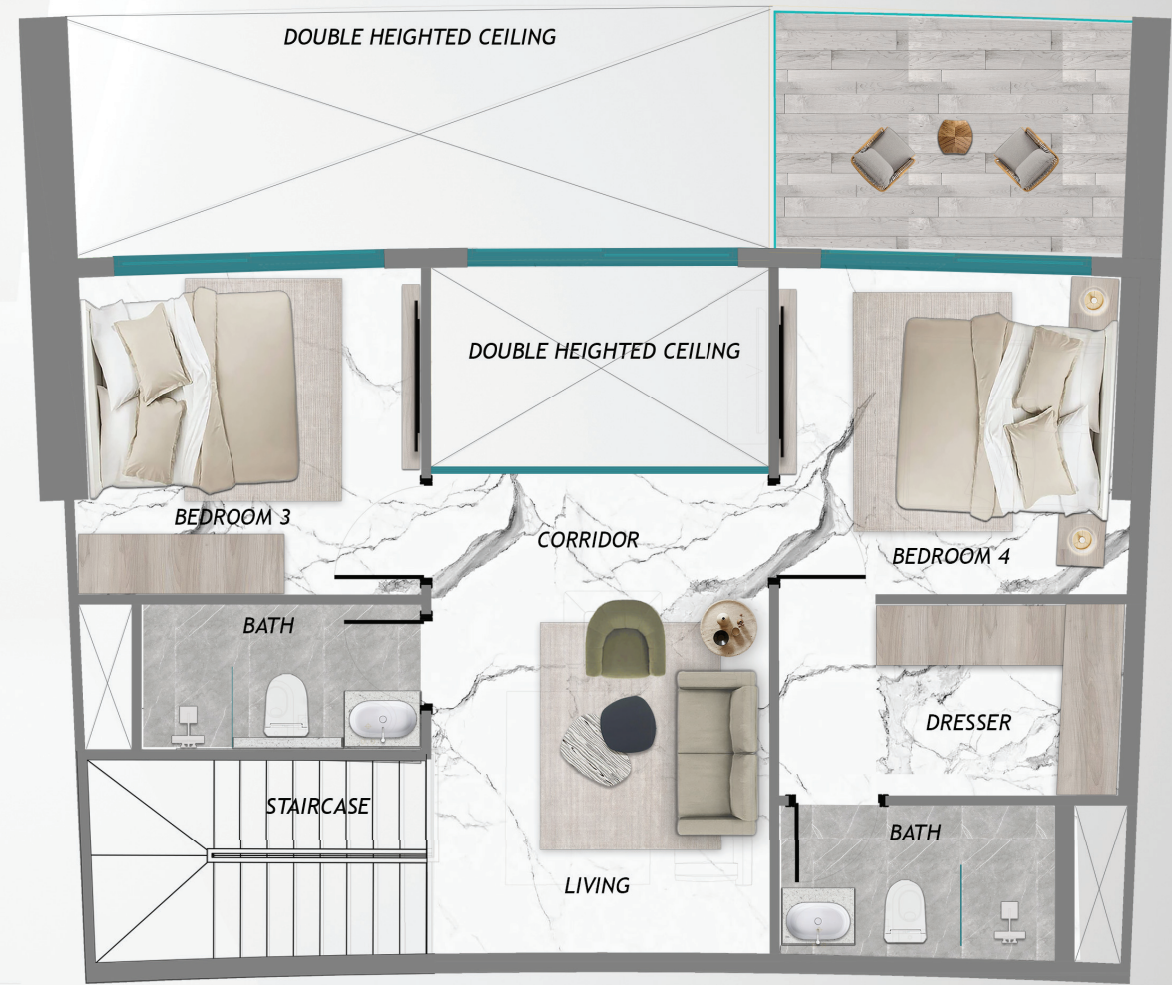 DOUBLE HEIGHTED CEILING
DOUBLE HEIGHTED CEILING
BEDROOM 3
CORRIDOR
BEDROOM 4
BATH
DRESSER
STAIRCASE
BATH
LIVING